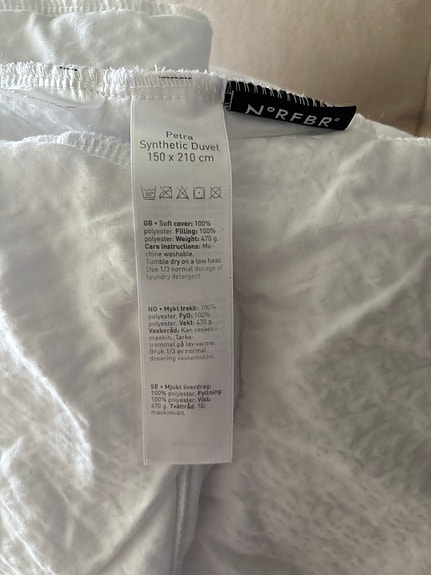 N°RFBR°
Petra
Synthetic Duvet
150 x 210 cm
60°
GB • Soft cover: 100%
polyester. Filling: 100%
polyester. Weight: 470 g.
Care instructions: Ma-
chine washable.
Tumble dry on a low heat.
Use 1/3 normal dosage of
laundry detergent.
NO • Mykt trekk: 100%
polyester. Fyll: 100%
polyester. Vekt: 470 g.
Vaskeråd: Kan vaskes i
maskin. Tørke-
trommel på lav varme.
Bruk 1/3 av normal
dosering vaskemiddel.
SE • Mjukt överdrag:
100% polyester. Fyllning:
100% polyester. Vikt:
470 g. Tvättråd: Tål
maskintvätt.